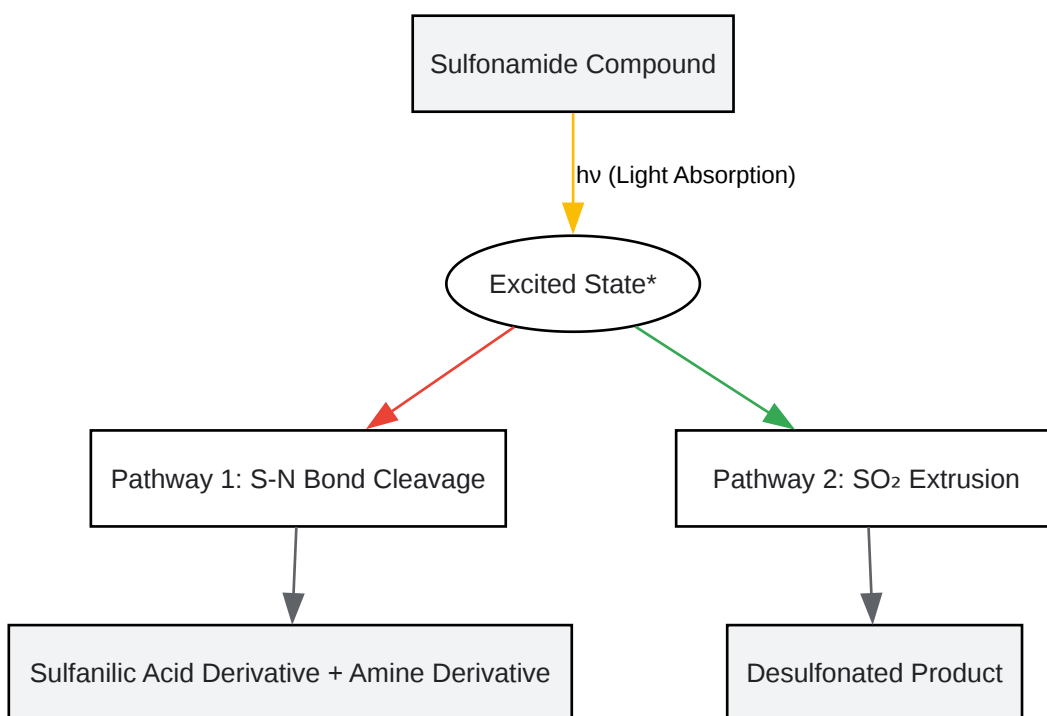 Sulfonamide Compound
hν (Light Absorption)
Excited State*
Pathway 1: S-N Bond Cleavage
Pathway 2: SO₂ Extrusion
Sulfanilic Acid Derivative + Amine Derivative
Desulfonated Product